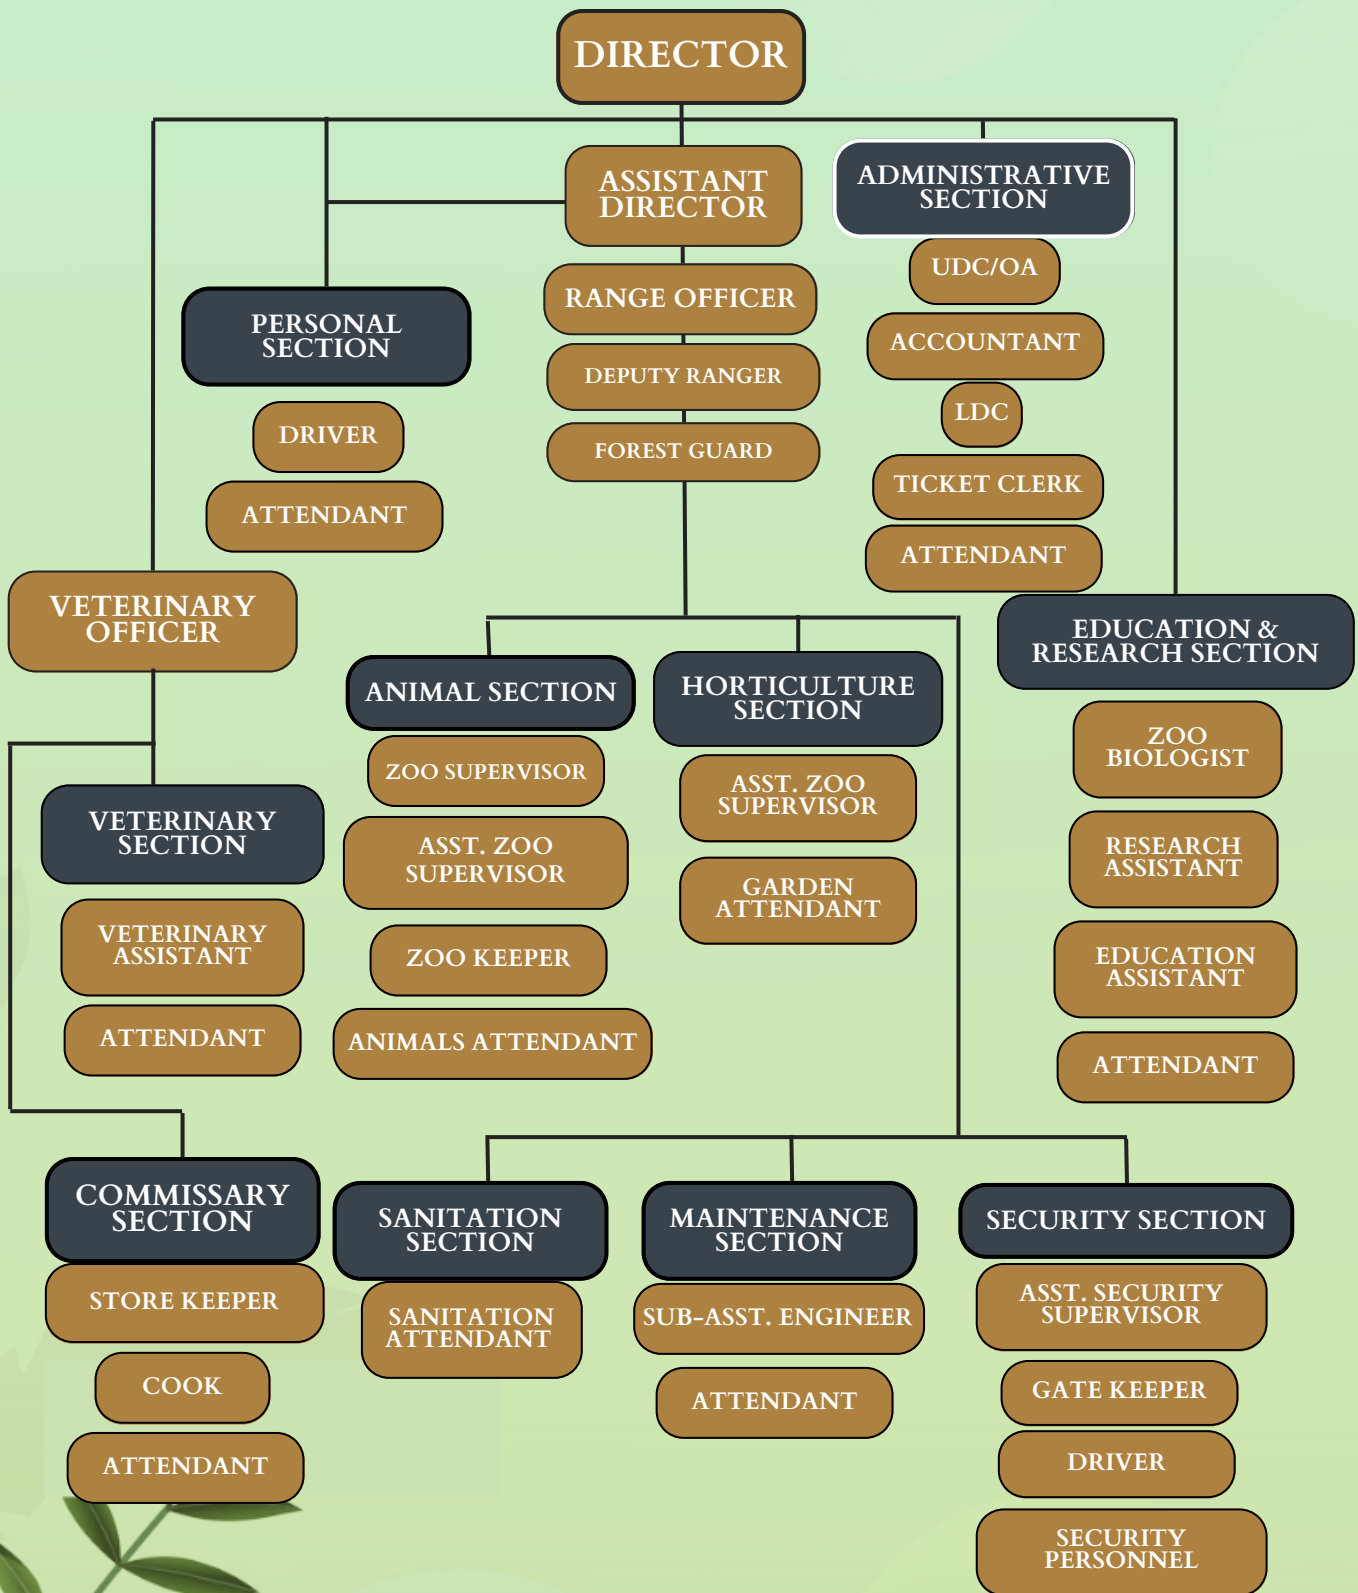 DIRECTOR
ASSISTANT
DIRECTOR
ADMINISTRATIVE
SECTION
UDC/OA
RANGE OFFICER
PERSONAL
SECTION
ACCOUNTANT
DEPUTY RANGER
LDC
DRIVER
FOREST GUARD
TICKET CLERK
ATTENDANT
ATTENDANT
VETERINARY
OFFICER
EDUCATION &
RESEARCH SECTION
ANIMAL SECTION
HORTICULTURE
SECTION
ZOO SUPERVISOR
ASST. ZOO
SUPERVISOR
ZOO
BIOLOGIST
VETERINARY
SECTION
ASST. ZOO
SUPERVISOR
RESEARCH
ASSISTANT
GARDEN
ATTENDANT
VETERINARY
ASSISTANT
ZOO KEEPER
EDUCATION
ASSISTANT
ATTENDANT
ANIMALS ATTENDANT
ATTENDANT
COMMISSARY
SECTION
SANITATION
SECTION
MAINTENANCE
SECTION
SECURITY SECTION
STORE KEEPER
SANITATION
ATTENDANT
SUB-ASST. ENGINEER
ASST. SECURITY
SUPERVISOR
COOK
ATTENDANT
GATE KEEPER
ATTENDANT
DRIVER
SECURITY
PERSONNEL